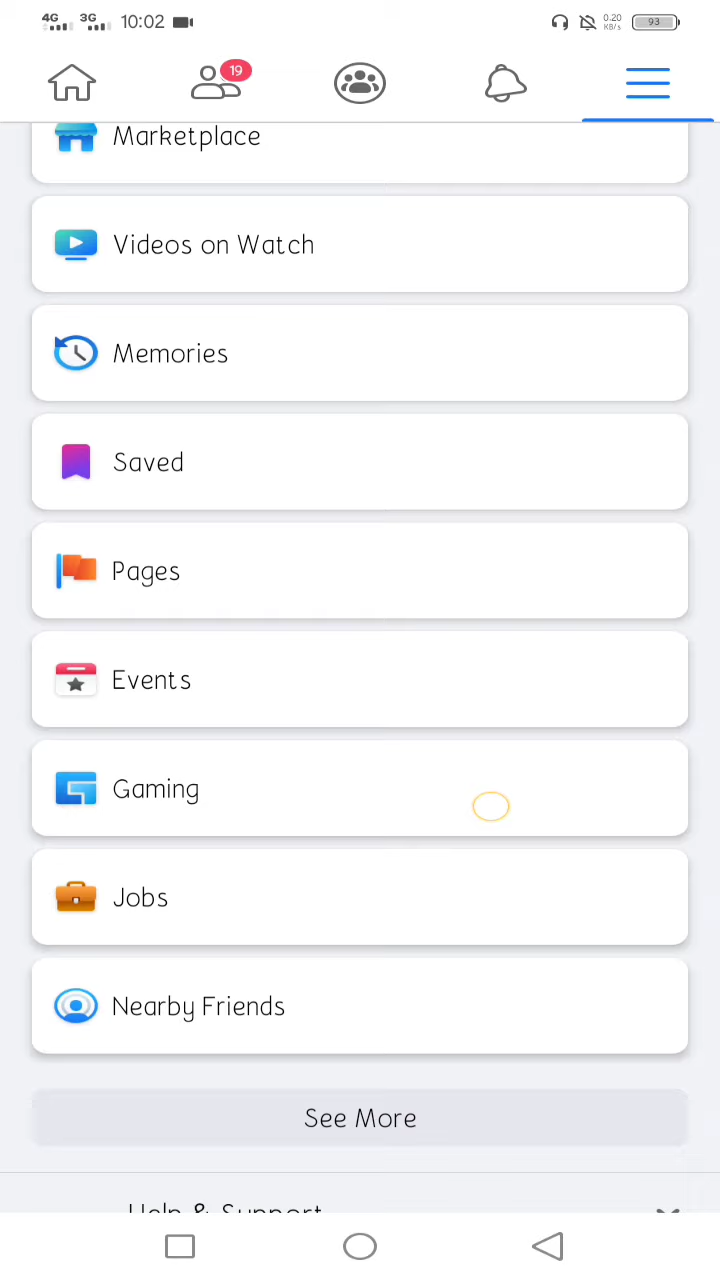 4G 3G 10:02 0.20 KB/s 93
19
Marketplace
Videos on Watch
Memories
Saved
Pages
Events
Gaming
Jobs
Nearby Friends
See More
Help & Support